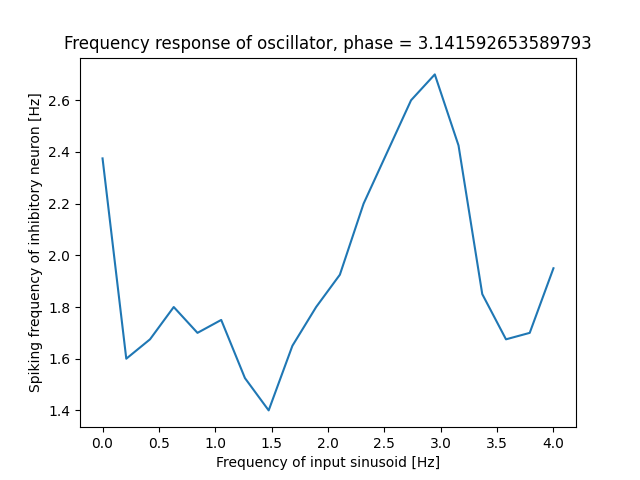 Frequency response of oscillator, phase = 3.141592653589793
Spiking frequency of inhibitory neuron [Hz]
2.6
2.4
2.2
2.0
1.8
1.6
1.4
0.0 0.5 1.0 1.5 2.0 2.5 3.0 3.5 4.0
Frequency of input sinusoid [Hz]